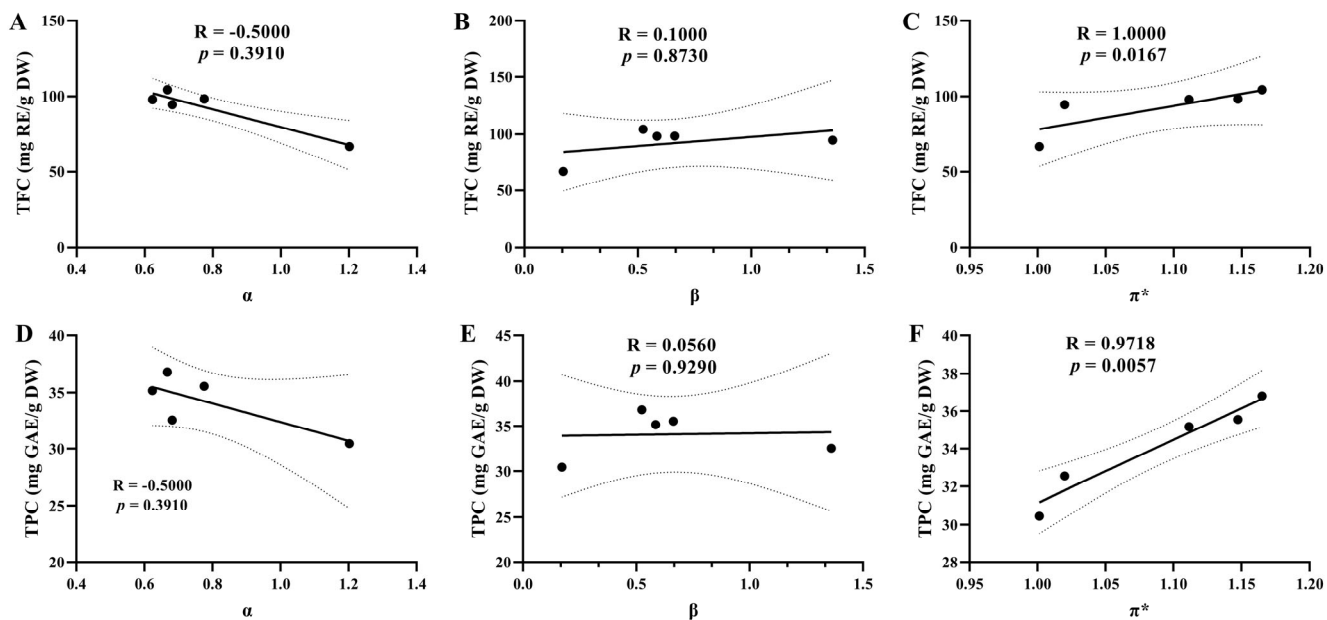 A
R = -0.5000
p = 0.3910
TFC (mg RE/g DW)
150
100
50
0
0.4 0.6 0.8 1.0 1.2 1.4
α
B
R = 0.1000
p = 0.8730
TFC (mg RE/g DW)
200
150
100
50
0
0.0 0.5 1.0 1.5
β
C
R = 1.0000
p = 0.0167
TFC (mg RE/g DW)
150
100
50
0
0.95 1.00 1.05 1.10 1.15 1.20
π*
D
TPC (mg GAE/g DW)
40
35
30
25
20
R = -0.5000
p = 0.3910
0.4 0.6 0.8 1.0 1.2 1.4
α
E
R = 0.0560
p = 0.9290
TPC (mg GAE/g DW)
45
40
35
30
25
20
0.0 0.5 1.0 1.5
β
F
R = 0.9718
p = 0.0057
TPC (mg GAE/g DW)
40
38
36
34
32
30
28
0.95 1.00 1.05 1.10 1.15 1.20
π*